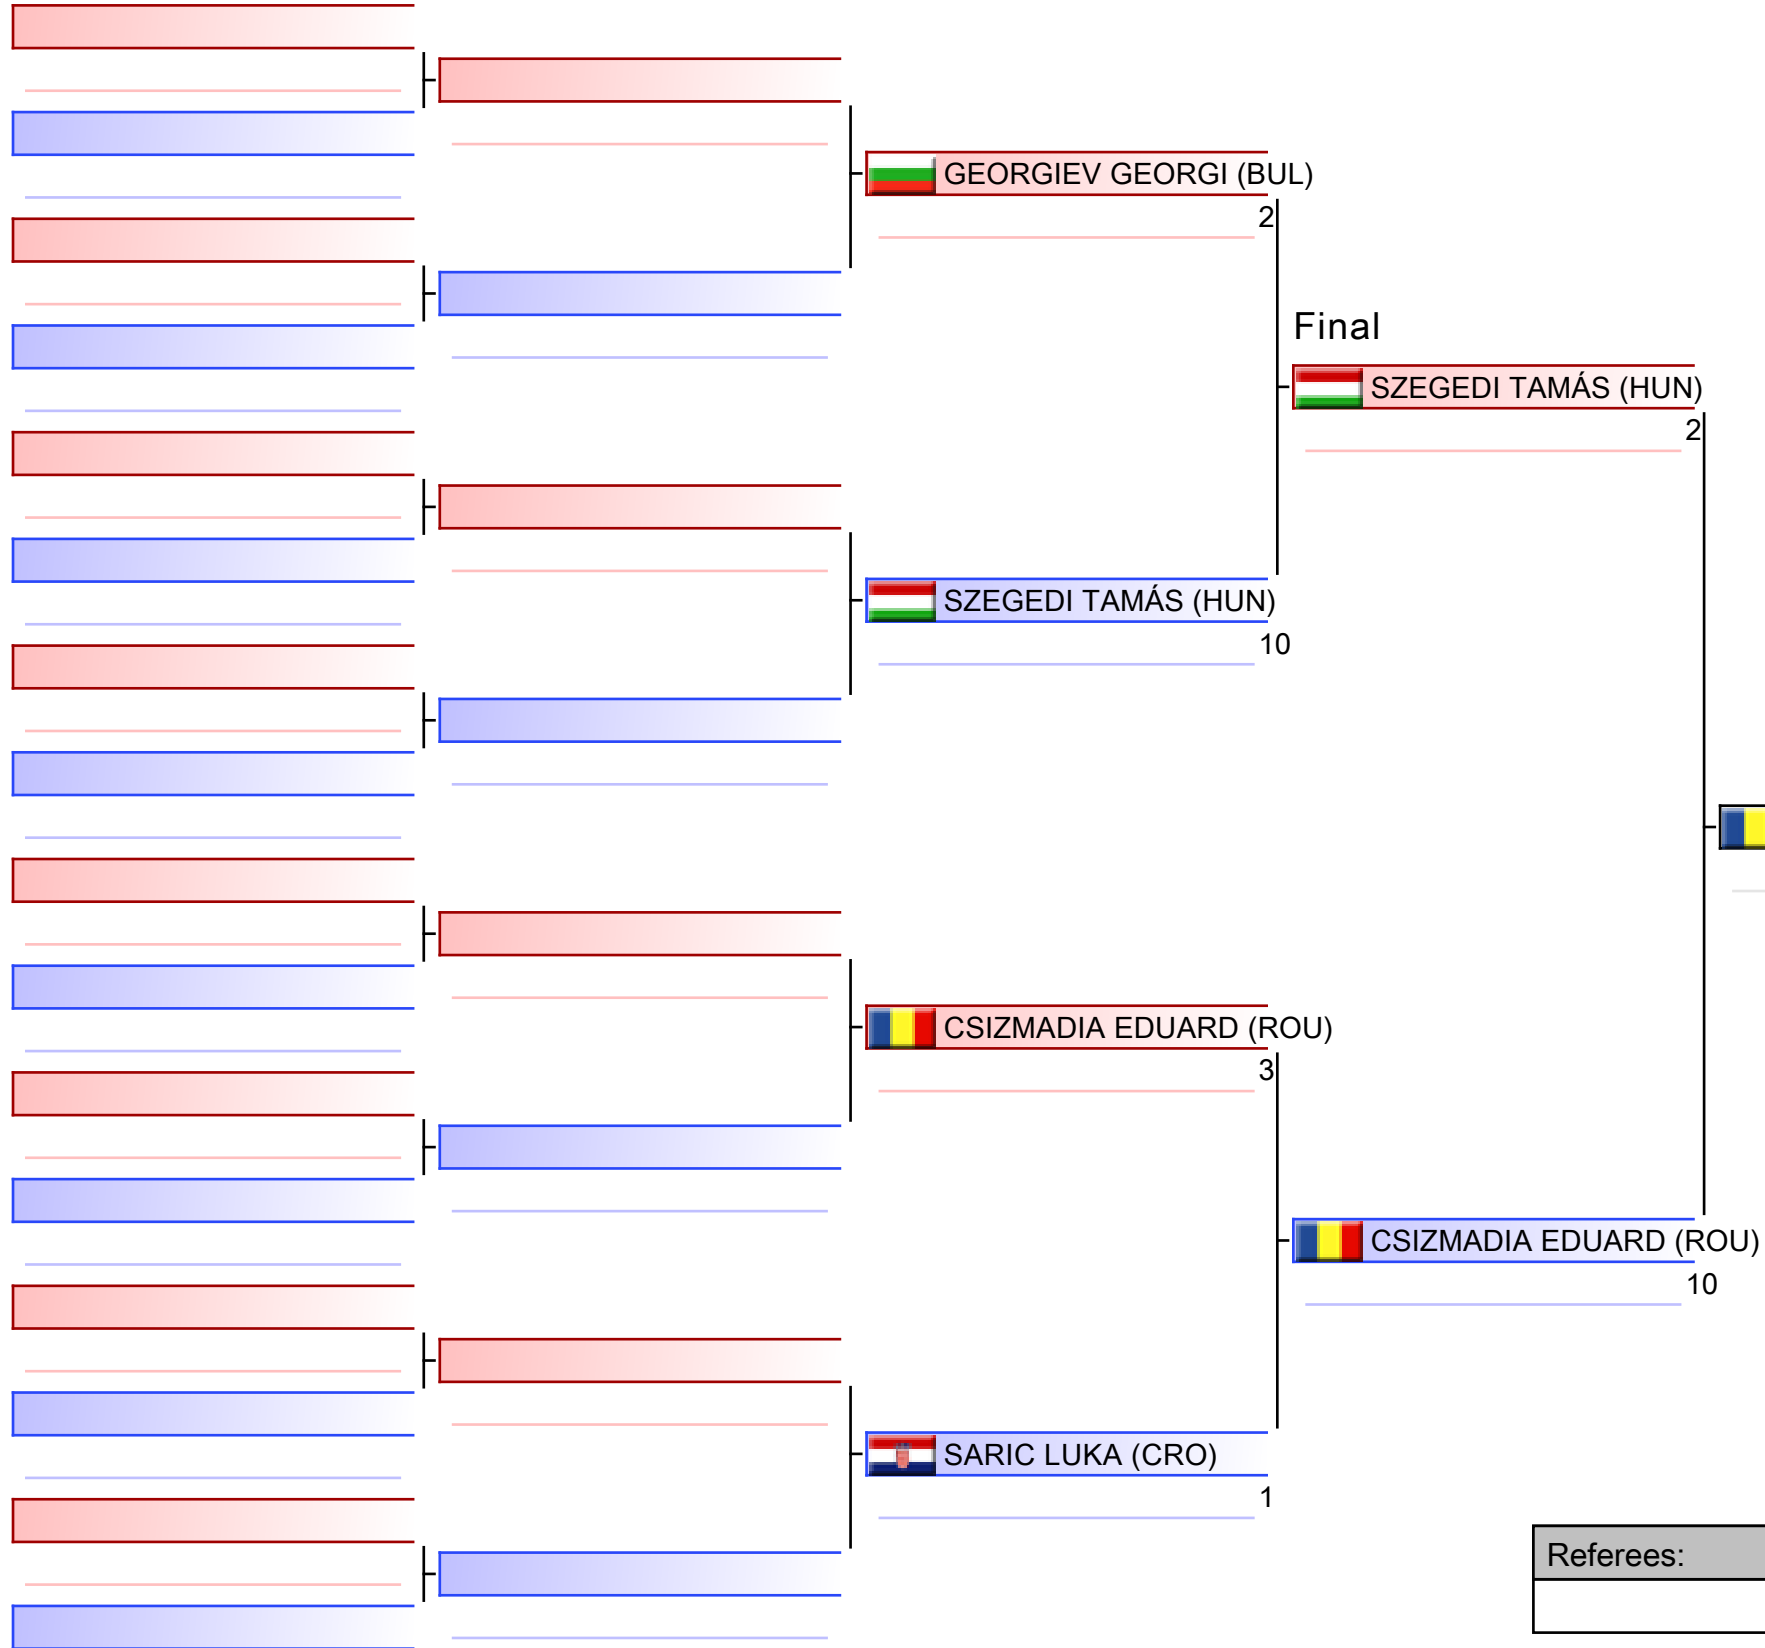 GEORGIEV GEORGI (BUL)
2
Final
SZEGEDI TAMÁS (HUN)
2
SZEGEDI TAMÁS (HUN)
10
CSIZMADIA EDUARD (ROU)
3
CSIZMADIA EDUARD (ROU)
10
SARIC LUKA (CRO)
1
Referees: